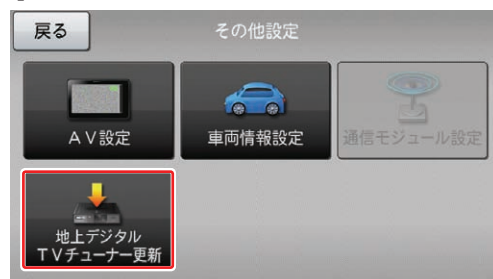 戻る
その他設定
AV設定
車両情報設定
通信モジュール設定
地上デジタル
TVチューナー更新